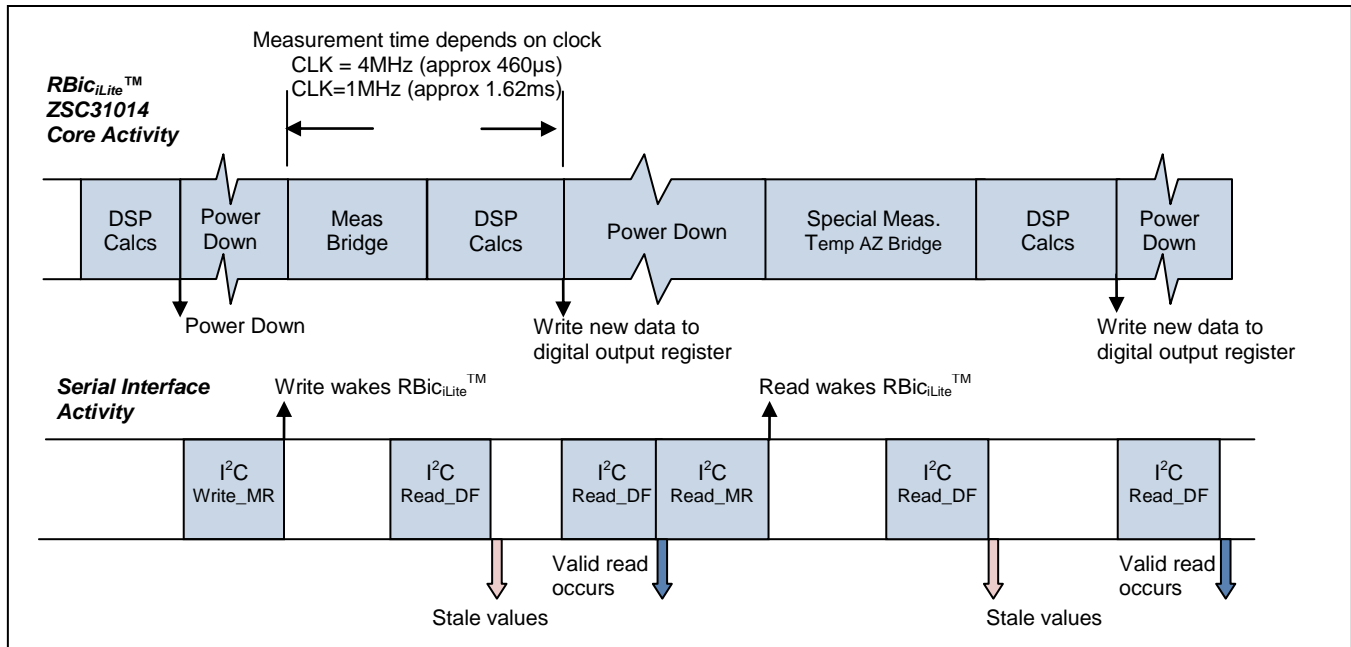 Measurement time depends on clock
CLK = 4MHz (approx 460µs)
CLK=1MHz (approx 1.62ms)
RBiciLite™
ZSC31014
Core Activity
DSP
Calcs
Power
Down
Meas
Bridge
DSP
Calcs
Power Down
Special Meas.
Temp AZ Bridge
DSP
Calcs
Power
Down
Power Down
Write new data to
digital output register
Write new data to
digital output register
Serial Interface
Activity
Write wakes RBiciLite™
Read wakes RBiciLite™
I²C
Write_MR
I²C
Read_DF
I²C
Read_DF
I²C
Read_MR
I²C
Read_DF
I²C
Read_DF
Stale values
Valid read
occurs
Stale values
Valid read
occurs